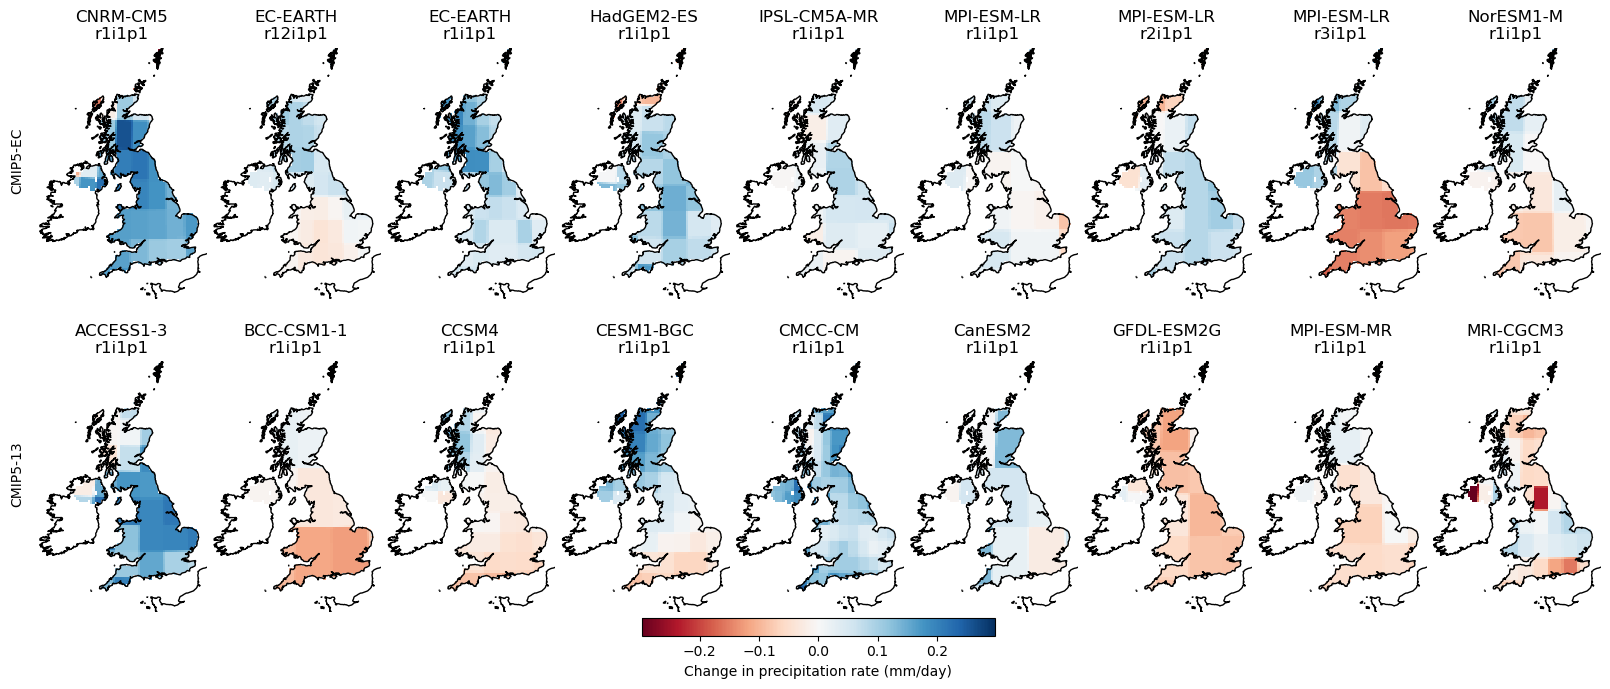 CNRM-CM5 EC-EARTH EC-EARTH HadGEM2-ES IPSL-CM5A-MR MPI-ESM-LR MPI-ESM-LR MPI-ESM-LR NorESM1-M
r1i1p1 r12i1p1 r1i1p1 r1i1p1 r1i1p1 r1i1p1 r2i1p1 r3i1p1 r1i1p1
CMIP5-EC
ACCESS1-3 BCC-CSM1-1 CCSM4 CESM1-BGC CMCC-CM CanESM2 GFDL-ESM2G MPI-ESM-MR MRI-CGCM3
r1i1p1 r1i1p1 r1i1p1 r1i1p1 r1i1p1 r1i1p1 r1i1p1 r1i1p1 r1i1p1
CMIP5-13
−0.2 −0.1 0.0 0.1 0.2
Change in precipitation rate (mm/day)